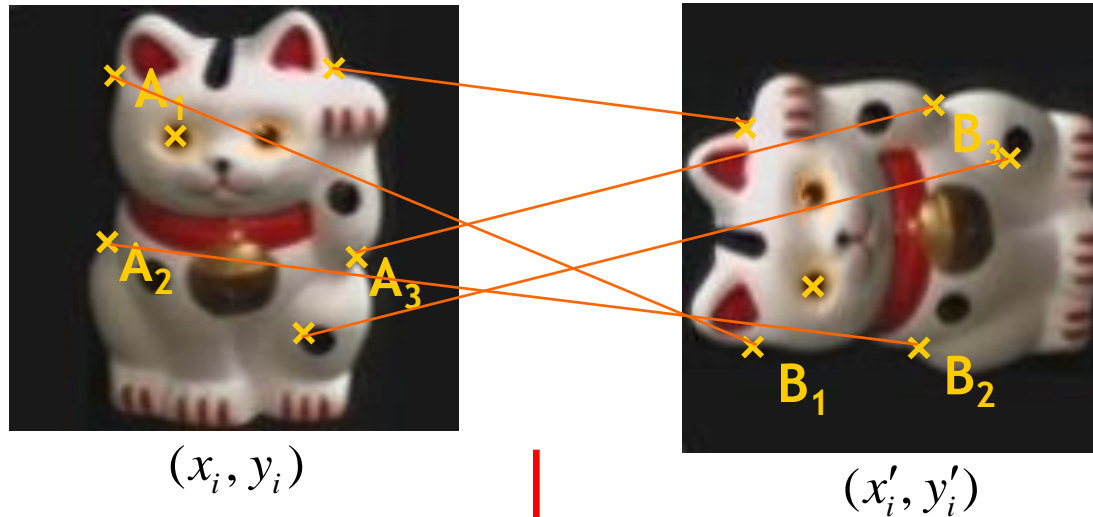 A₁
A₂
A₃
B₃
B₁
B₂
(xᵢ, yᵢ)
(x′ᵢ, y′ᵢ)